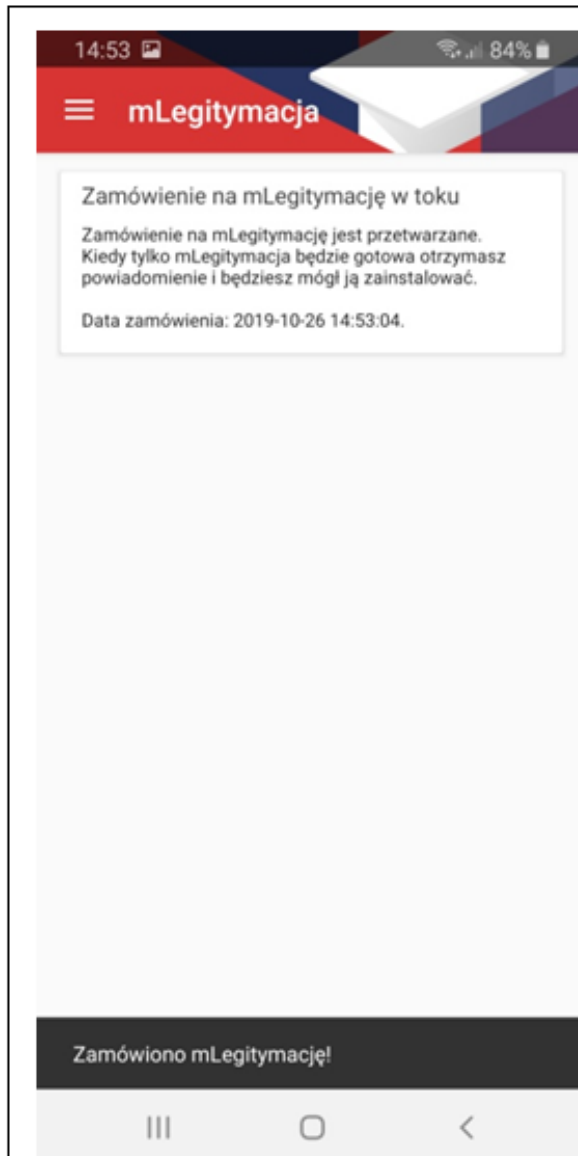 14:53 84%
mLegitymacja
Zamówienie na mLegitymację w toku
Zamówienie na mLegitymację jest przetwarzane.
Kiedy tylko mLegitymacja będzie gotowa otrzymasz
powiadomienie i będziesz mógł ją zainstalować.
Data zamówienia: 2019-10-26 14:53:04.
Zamówiono mLegitymację!